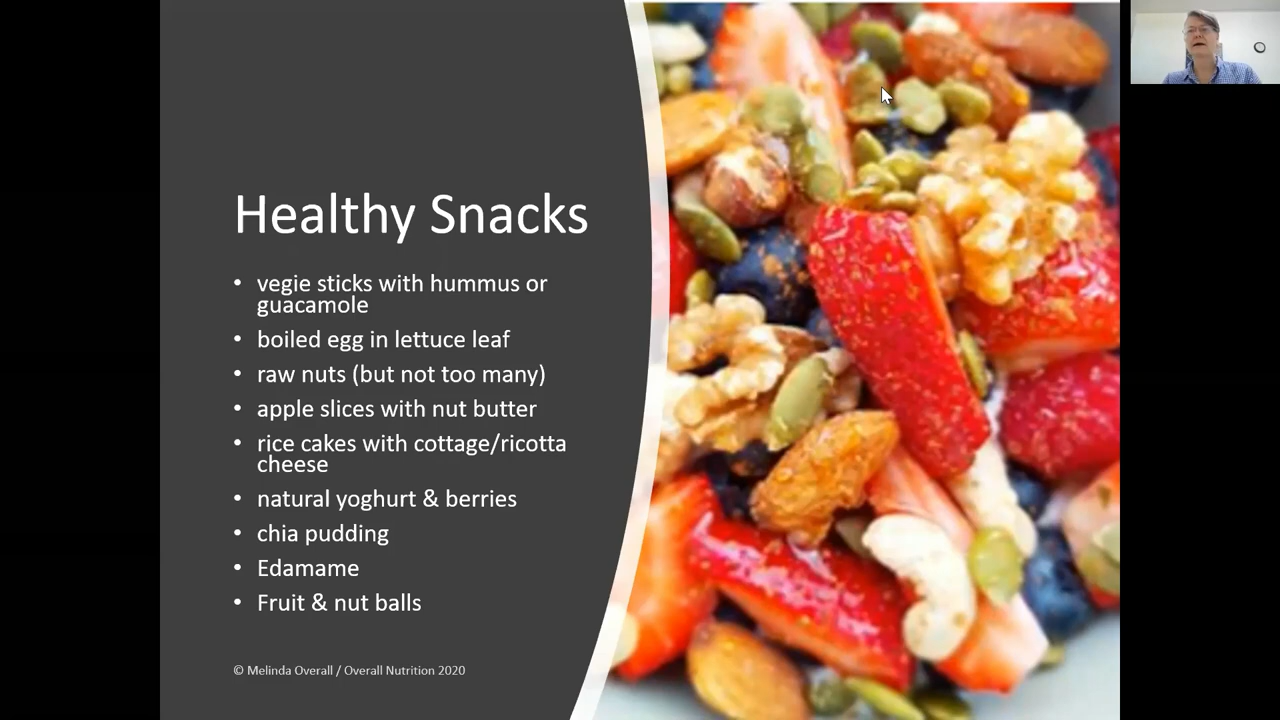 Healthy Snacks
• vegie sticks with hummus or
guacamole
• boiled egg in lettuce leaf
• raw nuts (but not too many)
• apple slices with nut butter
• rice cakes with cottage/ricotta
cheese
• natural yoghurt & berries
• chia pudding
• Edamame
• Fruit & nut balls
© Melinda Overall / Overall Nutrition 2020